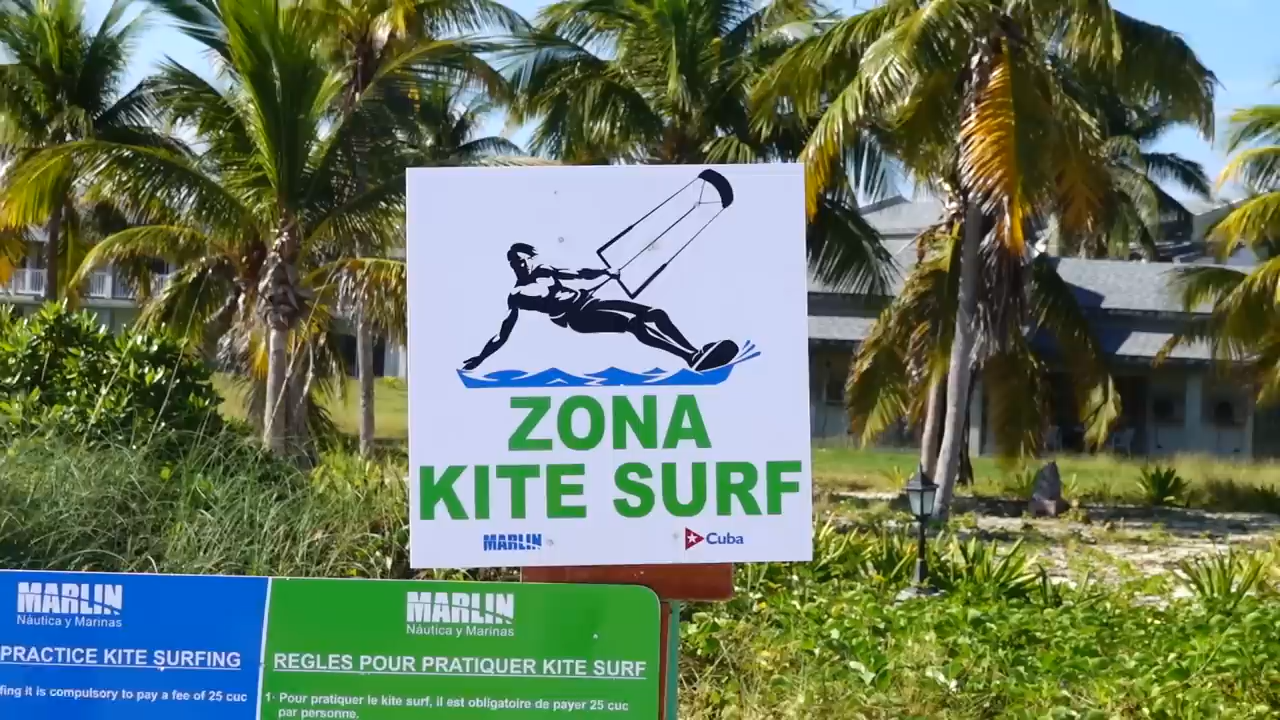 ZONA
KITE SURF
MARLIN
Cuba
MARLIN
Náutica y Marinas
PRACTICE KITE SURFING
fing it is compulsory to pay a fee of 25 cuc
MARLIN
Náutica y Marinas
REGLES POUR PRATIQUER KITE SURF
1- Pour pratiquer le kite surf, il est obligatoire de payer 25 cuc
par personne.